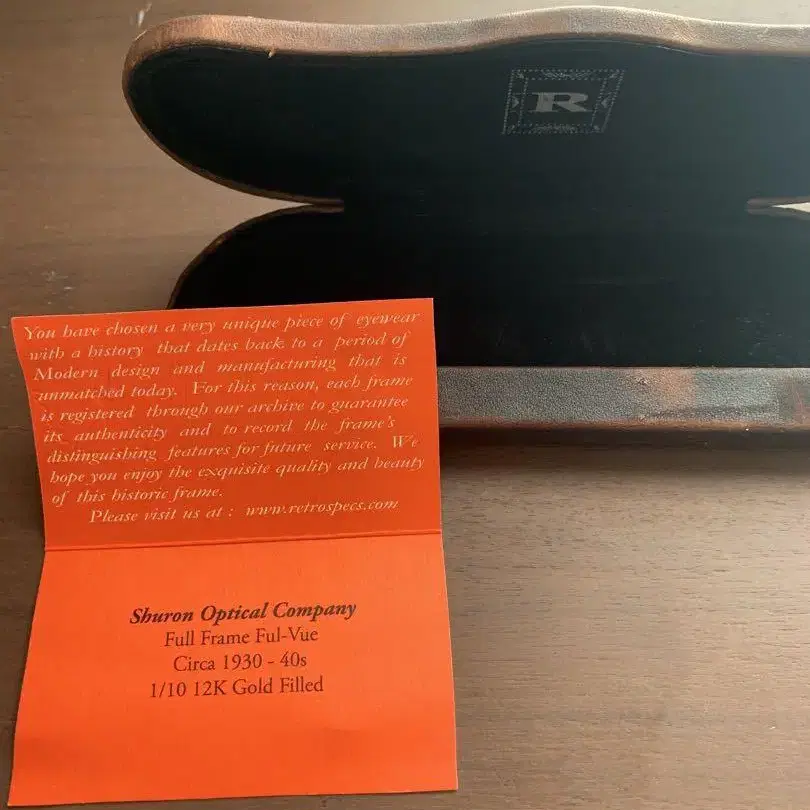 R
You have chosen a very unique piece of eyewear
with a history that dates back to a period of
Modern design and manufacturing that is
unmatched today. For this reason, each frame
is registered through our archive to guarantee
its authenticity and to record the frame's
distinguishing features for future service. We
hope you enjoy the exquisite quality and beauty
of this historic frame.
Please visit us at : www.retrospecs.com
Shuron Optical Company
Full Frame Ful-Vue
Circa 1930 - 40s
1/10 12K Gold Filled